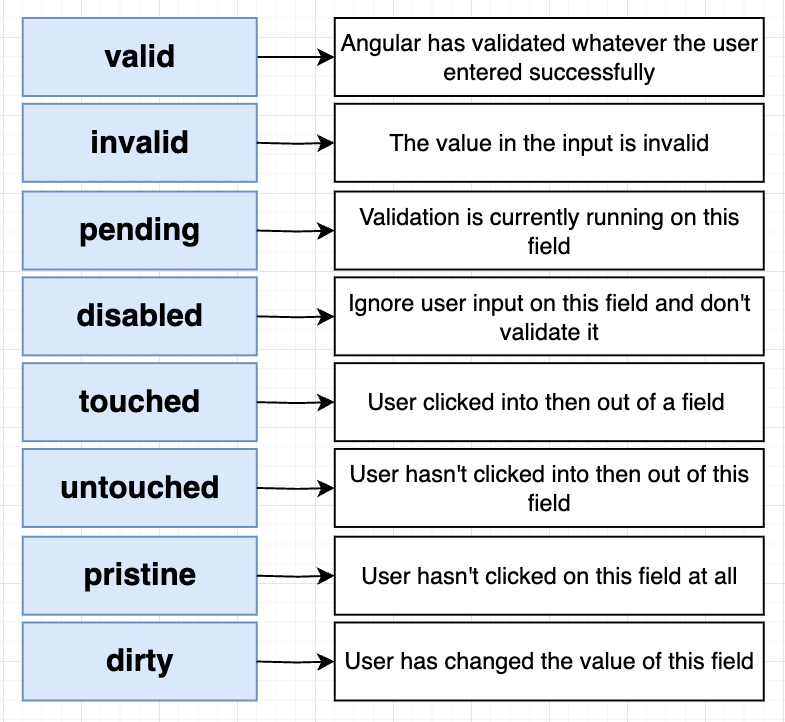 valid
Angular has validated whatever the user
entered successfully
invalid
The value in the input is invalid
pending
Validation is currently running on this
field
disabled
Ignore user input on this field and don't
validate it
touched
User clicked into then out of a field
untouched
User hasn't clicked into then out of this
field
pristine
User hasn't clicked on this field at all
dirty
User has changed the value of this field